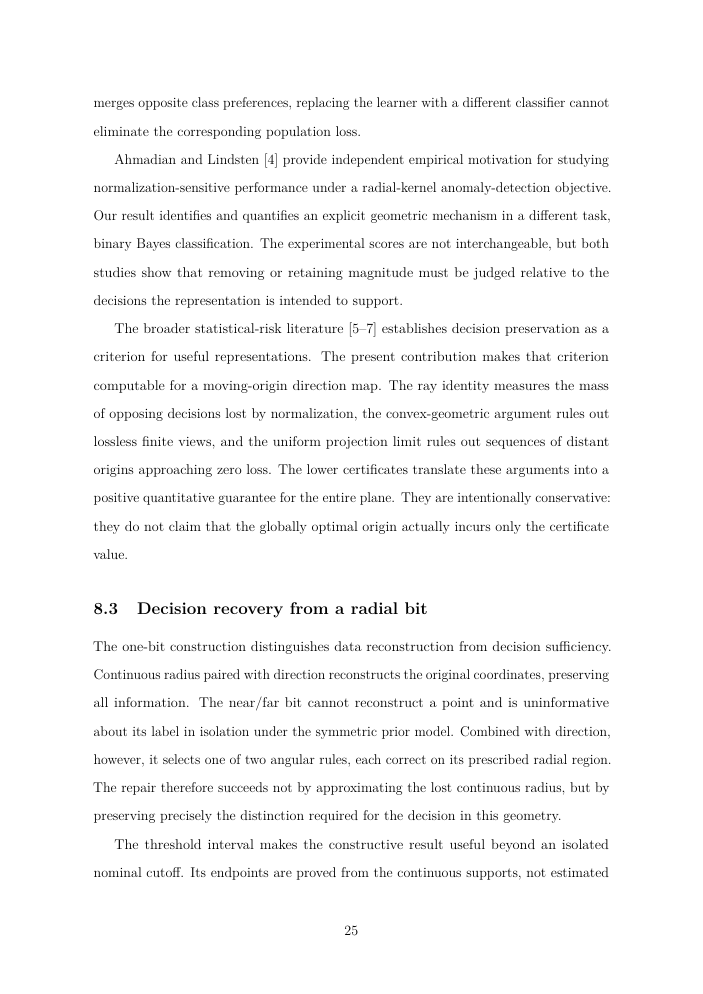 merges opposite class preferences, replacing the learner with a different classifier cannot
eliminate the corresponding population loss.
Ahmadian and Lindsten [4] provide independent empirical motivation for studying
normalization-sensitive performance under a radial-kernel anomaly-detection objective.
Our result identifies and quantifies an explicit geometric mechanism in a different task,
binary Bayes classification. The experimental scores are not interchangeable, but both
studies show that removing or retaining magnitude must be judged relative to the
decisions the representation is intended to support.
The broader statistical-risk literature [5–7] establishes decision preservation as a
criterion for useful representations. The present contribution makes that criterion
computable for a moving-origin direction map. The ray identity measures the mass
of opposing decisions lost by normalization, the convex-geometric argument rules out
lossless finite views, and the uniform projection limit rules out sequences of distant
origins approaching zero loss. The lower certificates translate these arguments into a
positive quantitative guarantee for the entire plane. They are intentionally conservative:
they do not claim that the globally optimal origin actually incurs only the certificate
value.
8.3 Decision recovery from a radial bit
The one-bit construction distinguishes data reconstruction from decision sufficiency.
Continuous radius paired with direction reconstructs the original coordinates, preserving
all information. The near/far bit cannot reconstruct a point and is uninformative
about its label in isolation under the symmetric prior model. Combined with direction,
however, it selects one of two angular rules, each correct on its prescribed radial region.
The repair therefore succeeds not by approximating the lost continuous radius, but by
preserving precisely the distinction required for the decision in this geometry.
The threshold interval makes the constructive result useful beyond an isolated
nominal cutoff. Its endpoints are proved from the continuous supports, not estimated
25